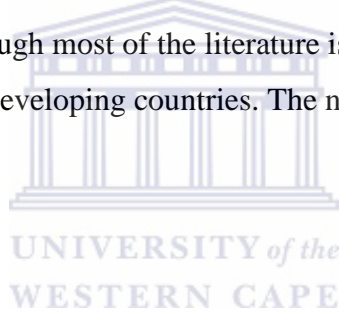 ugh most of the literature is
eveloping countries. The n
UNIVERSITY of the
WESTERN CAPE